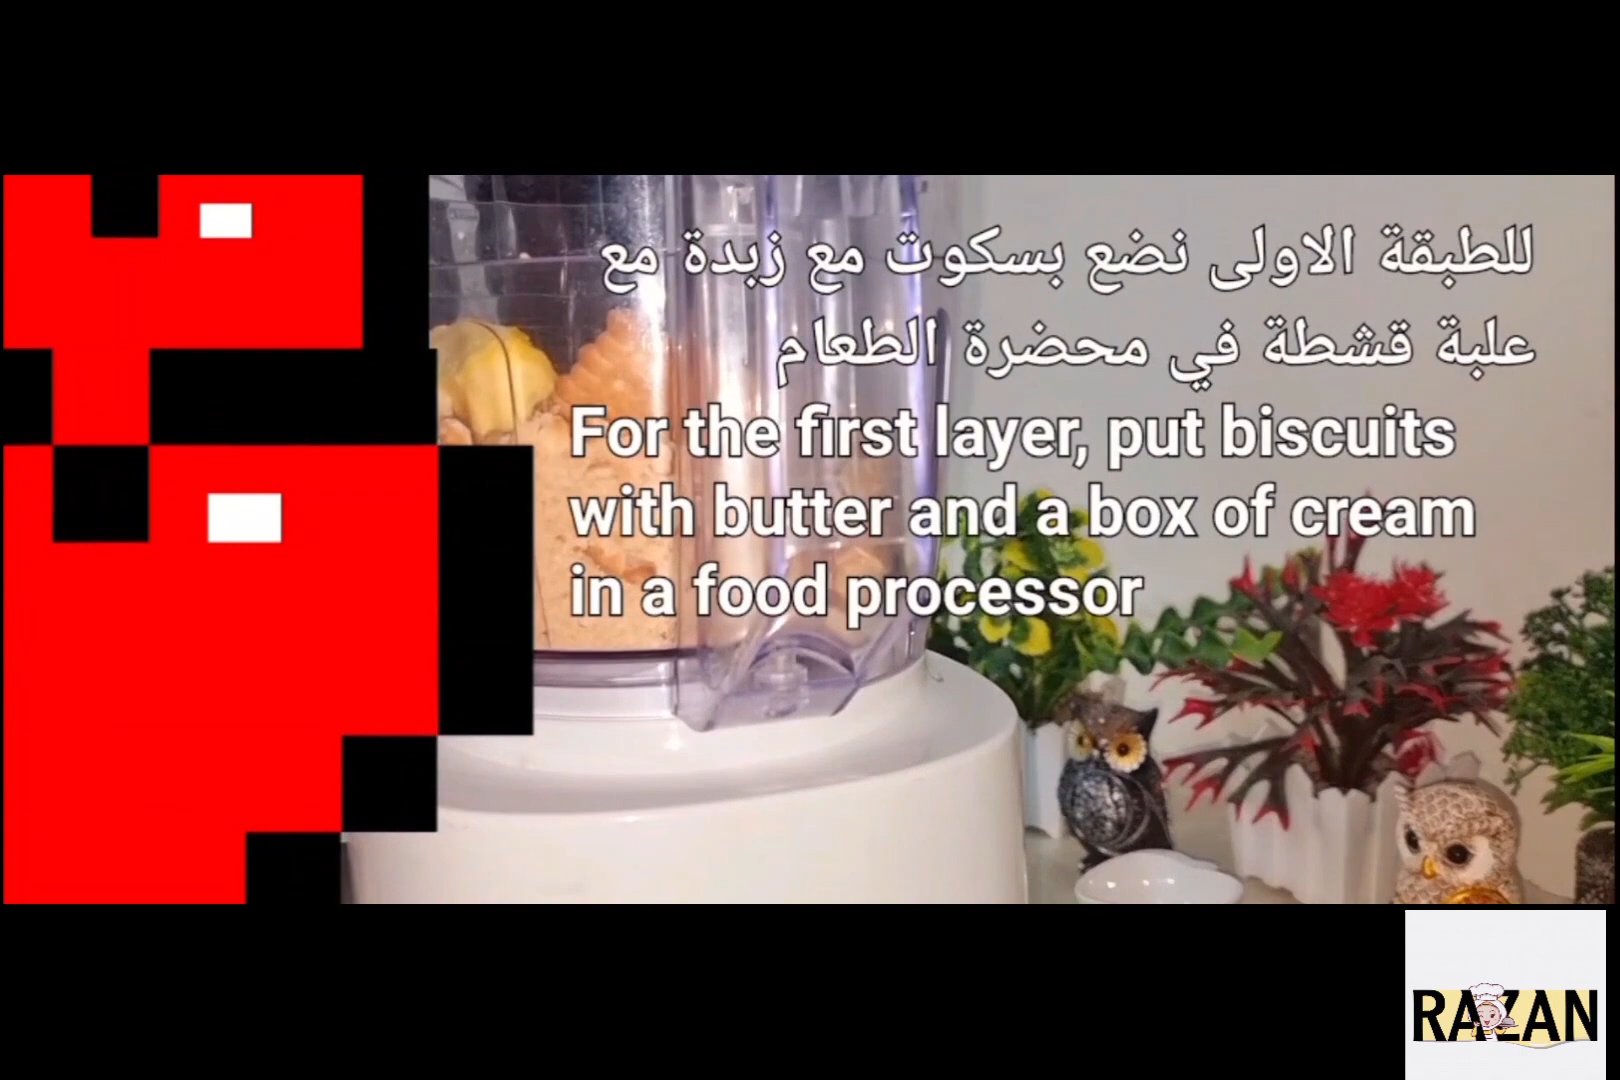 للطبقة الاولى نضع بسكوت مع زبدة مع
علبة قشطة في محضرة الطعام
For the first layer, put biscuits
with butter and a box of cream
in a food processor
RAZAN